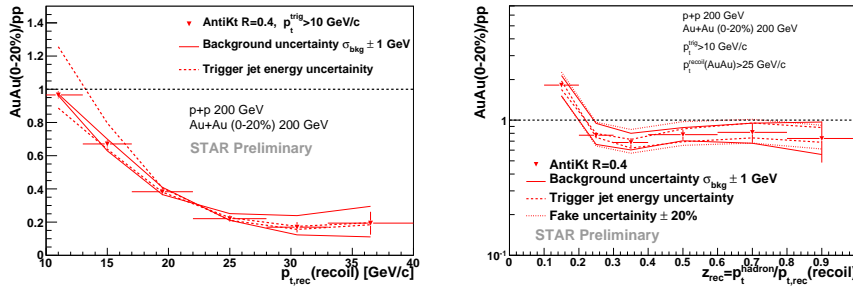 AuAu(0-20%)/pp
1.2
1.0
0.8
0.6
0.4
0.2
0.0
AntiKt R=0.4, p_t^trig>10 GeV/c
Background uncertainty σ_bkg ± 1 GeV
Trigger jet energy uncertainity
p+p 200 GeV
Au+Au (0-20%) 200 GeV
STAR Preliminary
10 15 20 25 30 35 40
p_t,rec(recoil) [GeV/c]
AuAu(0-20%)/pp
1
10^-1
p+p 200 GeV
Au+Au (0-20%) 200 GeV
p_t^trig>10 GeV/c
p_t^recoil(AuAu)>25 GeV/c
AntiKt R=0.4
Background uncertainty σ_bkg ± 1 GeV
Trigger jet energy uncertainity
Fake uncertainity ± 20%
STAR Preliminary
0 0.1 0.2 0.3 0.4 0.5 0.6 0.7 0.8 0.9
z_rec=p_t^hadron/p_t,rec(recoil)